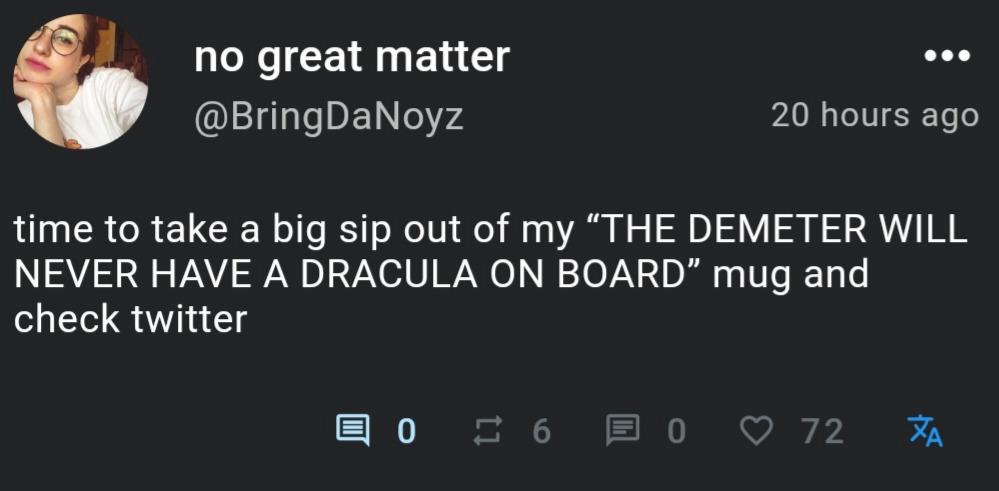 no great matter
@BringDaNoyz
20 hours ago
time to take a big sip out of my “THE DEMETER WILL
NEVER HAVE A DRACULA ON BOARD” mug and
check twitter
0 6 0 72